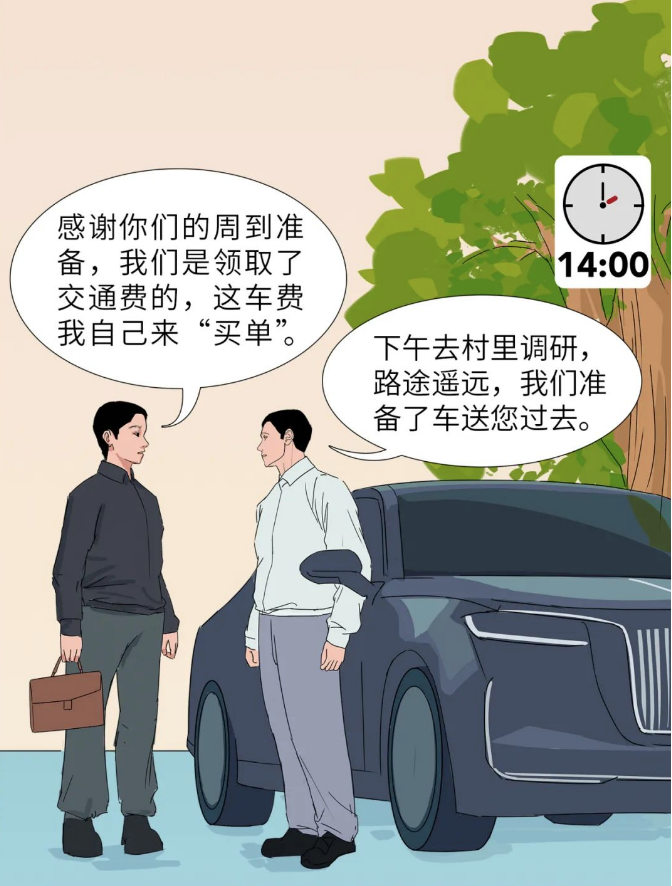 感谢你们的周到准
备，我们是领取了
交通费的，这车费
我自己来“买单”。
下午去村里调研，
路途遥远，我们准
备了车送您过去。
14:00